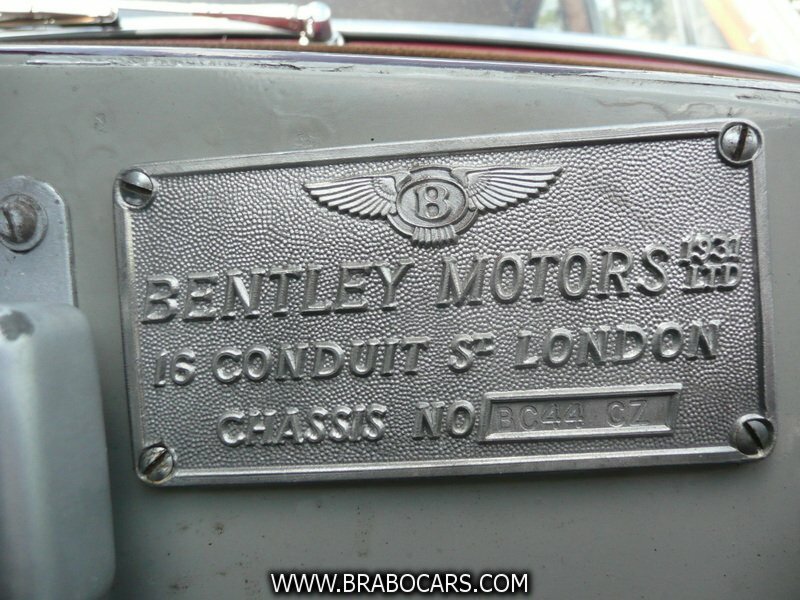 B
BENTLEY MOTORS 1931 LTD
16 CONDUIT ST LONDON
CHASSIS NO BC44 CZ
WWW.BRABOCARS.COM